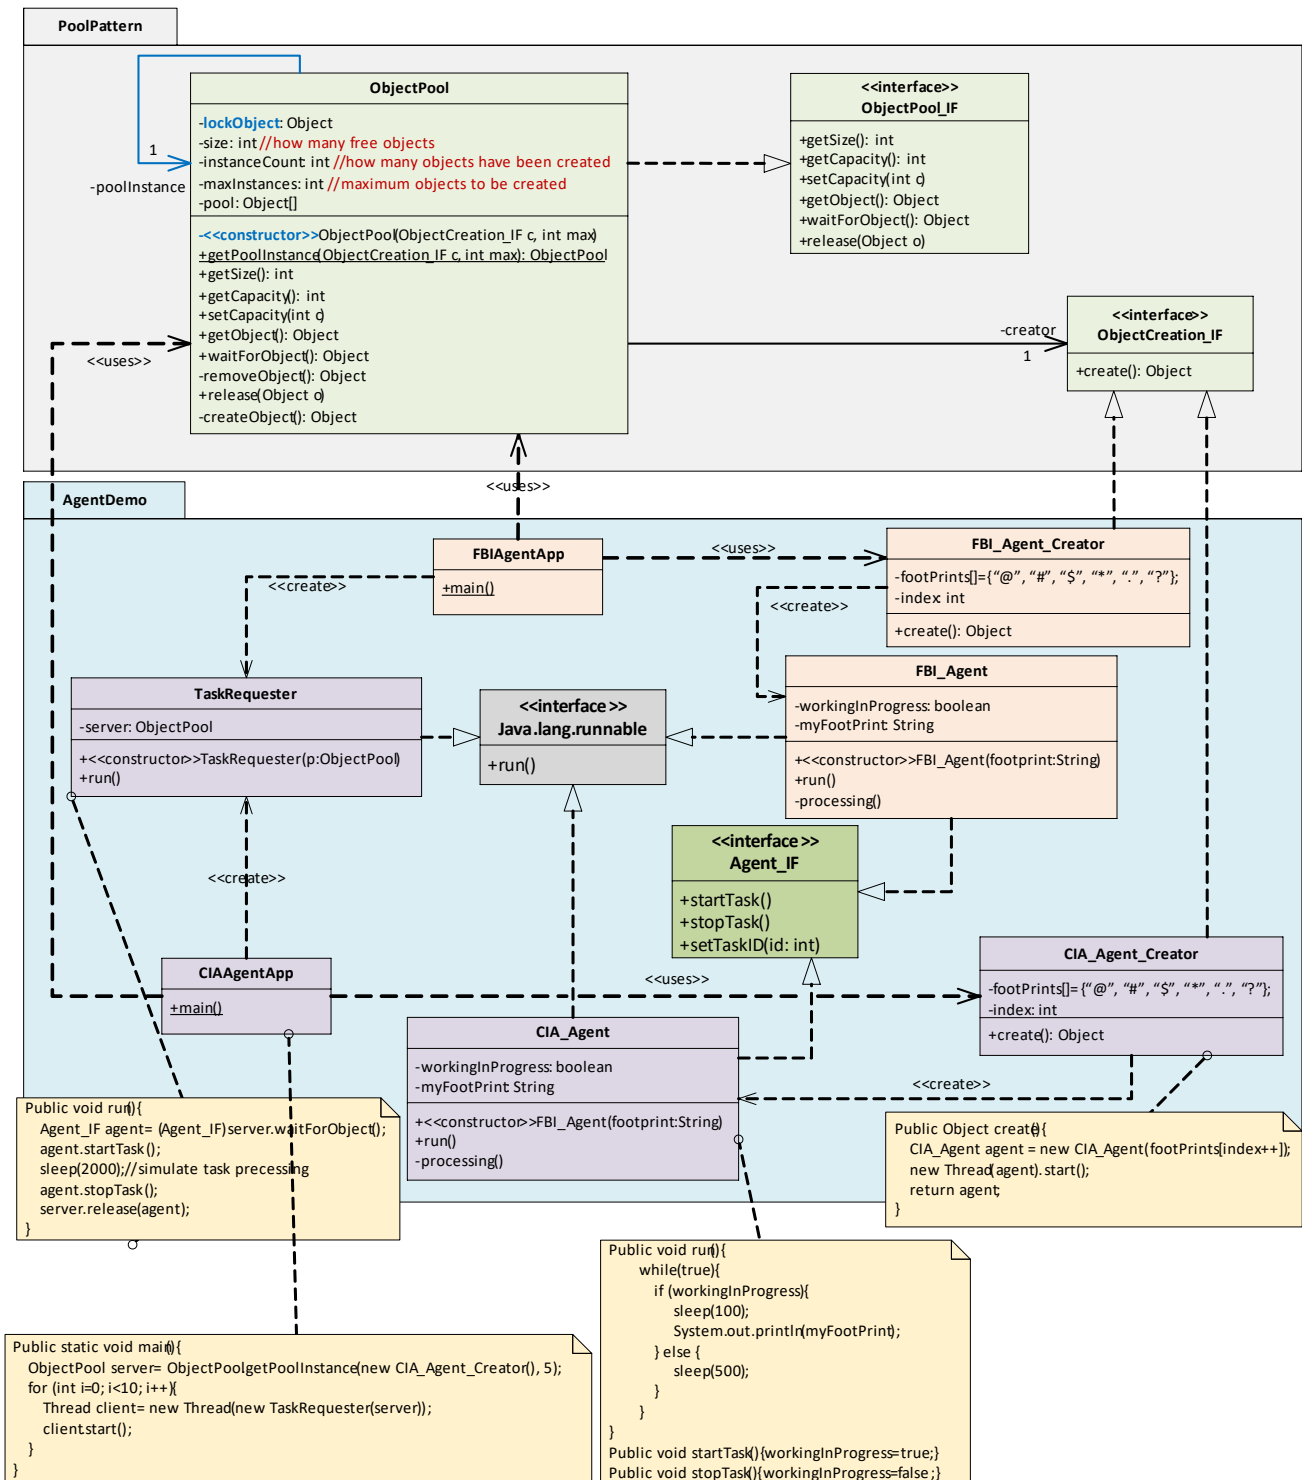 PoolPattern
ObjectPool
-lockObject: Object
-size: int //how many free objects
-instanceCount: int //how many objects have been created
-maxInstances: int //maximum objects to be created
-pool: Object[]
-<<constructor>>ObjectPool(ObjectCreation_IF c, int max)
+getPoolInstance(ObjectCreation_IF c, int max): ObjectPool
+getSize(): int
+getCapacity(): int
+setCapacity(int c)
+getObject(): Object
+waitForObject(): Object
-removeObject(): Object
+release(Object o)
-createObject(): Object
1
-poolInstance
<<interface>>
ObjectPool_IF
+getSize(): int
+getCapacity(): int
+setCapacity(int c)
+getObject(): Object
+waitForObject(): Object
+release(Object o)
<<uses>>
-creator
1
<<interface>>
ObjectCreation_IF
+create(): Object
<<uses>>
AgentDemo
FBIAgentApp
+main()
<<uses>>
<<create>>
FBI_Agent_Creator
-footPrints[]={“@”, “#”, “$”, “*”, “.”, “?”};
-index: int
+create(): Object
<<create>>
TaskRequester
-server: ObjectPool
+<<constructor>>TaskRequester(p:ObjectPool)
+run()
<<interface>>
Java.lang.runnable
+run()
FBI_Agent
-workingInProgress: boolean
-myFootPrint: String
+<<constructor>>FBI_Agent(footprint:String)
+run()
-processing()
<<interface>>
Agent_IF
+startTask()
+stopTask()
+setTaskID(id: int)
<<create>>
CIAAgentApp
+main()
<<uses>>
CIA_Agent_Creator
-footPrints[]={“@”, “#”, “$”, “*”, “.”, “?”};
-index: int
+create(): Object
CIA_Agent
-workingInProgress: boolean
-myFootPrint: String
+<<constructor>>FBI_Agent(footprint:String)
+run()
-processing()
<<create>>
Public void run(){
Agent_IF agent= (Agent_IF)server.waitForObject();
agent.startTask();
sleep(2000);//simulate task precessing
agent.stopTask();
server.release(agent);
}
Public Object create(){
CIA_Agent agent = new CIA_Agent(footPrints[index++]);
new Thread(agent).start();
return agent;
}
Public void run(){
while(true){
if (workingInProgress){
sleep(100);
System.out.println(myFootPrint);
} else {
sleep(500);
}
}
}
Public void startTask(){workingInProgress=true;}
Public void stopTask(){workingInProgress=false;}
Public static void main(){
ObjectPool server= ObjectPool.getPoolInstance(new CIA_Agent_Creator(), 5);
for (int i=0; i<10; i++){
Thread client= new Thread(new TaskRequester(server));
client.start();
}
}